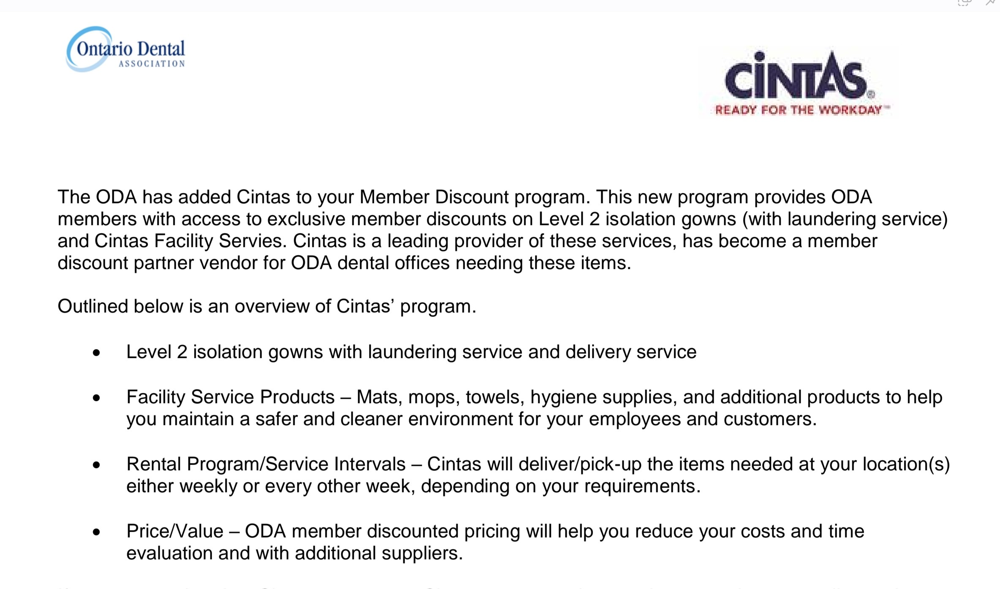 Ontario Dental
ASSOCIATION
CINTAS®
READY FOR THE WORKDAY™
The ODA has added Cintas to your Member Discount program. This new program provides ODA
members with access to exclusive member discounts on Level 2 isolation gowns (with laundering service)
and Cintas Facility Servies. Cintas is a leading provider of these services, has become a member
discount partner vendor for ODA dental offices needing these items.
Outlined below is an overview of Cintas’ program.
• Level 2 isolation gowns with laundering service and delivery service
• Facility Service Products – Mats, mops, towels, hygiene supplies, and additional products to help
you maintain a safer and cleaner environment for your employees and customers.
• Rental Program/Service Intervals – Cintas will deliver/pick-up the items needed at your location(s)
either weekly or every other week, depending on your requirements.
• Price/Value – ODA member discounted pricing will help you reduce your costs and time
evaluation and with additional suppliers.